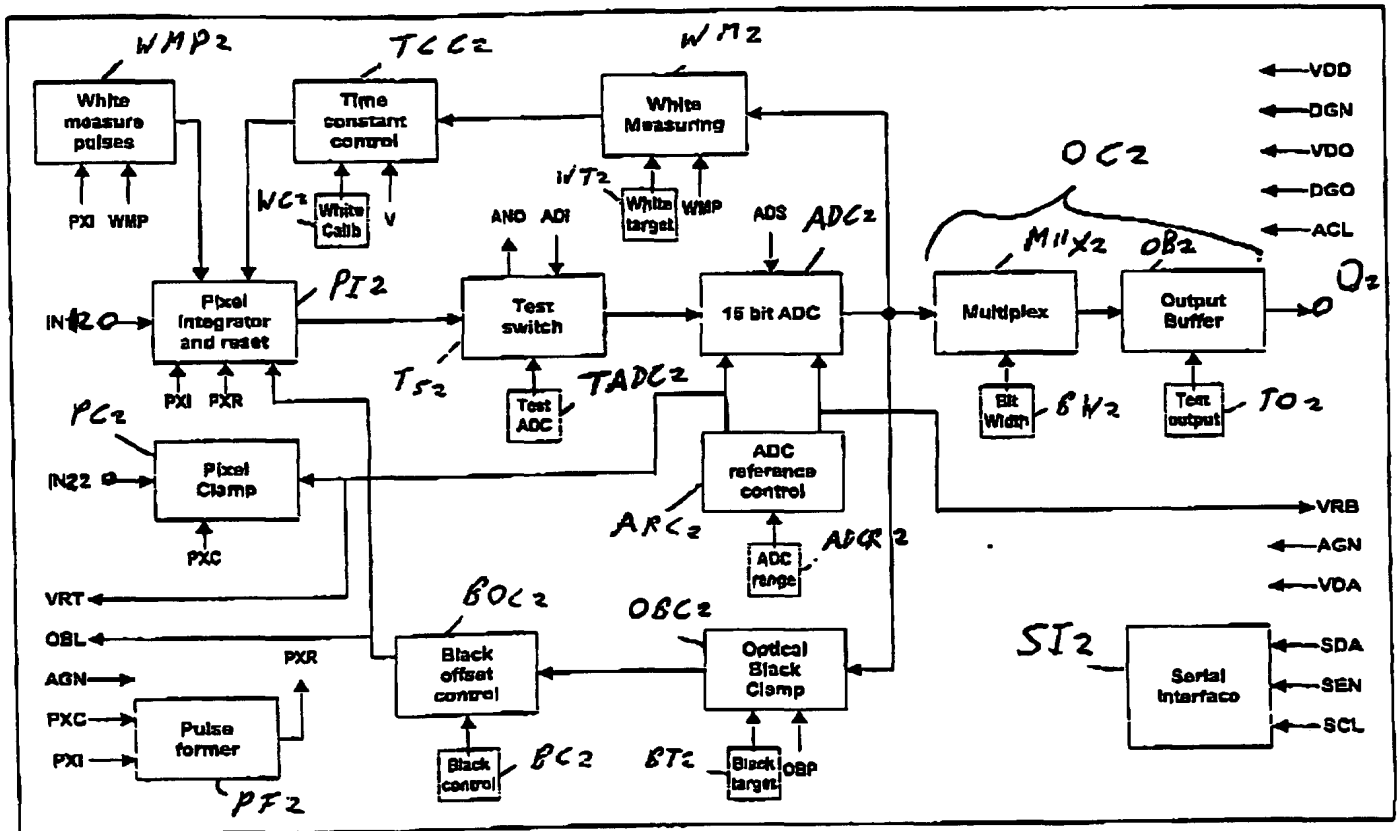 WMP2
TCC2
WM2
White
measure
pulses
PXI
WMP
Time
constant
control
WC2
White
Calib
V
White
Measuring
WT2
White
target
WMP
VDD
DGN
VDO
DGO
ACL
OC2
MUX2
OB2
O2
AND
ADI
ADS
ADC2
IN120
Pixel
Integrator
and reset
PI2
PXI
PXR
Test
switch
TS2
Test
ADC
TADC2
15 bit ADC
Multiplex
Bit
Width
BW2
Output
Buffer
Test
output
TO2
PC2
IN22
Pixel
Clamp
PXC
ADC
reference
control
ARC2
ADC
range
ADCR2
VRB
AGN
VDA
VRT
OBL
AGN
PXC
PXI
PXR
Pulse
former
PF2
BOC2
Black
offset
control
Black
control
BC2
OBC2
Optical
Black
Clamp
BT2
Black
target
OBP
SI2
Serial
Interface
SDA
SEN
SCL